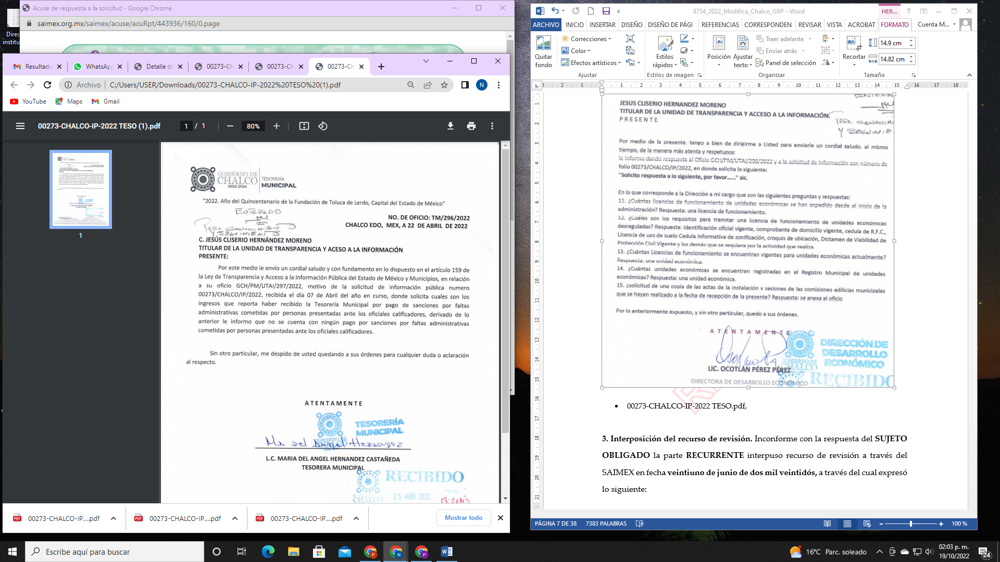 Acuse de respuesta a la solicitud - Google Chrome
saimex.org.mx/saimex/acuse/acuRpt/443936/160/0.page
Resultado
WhatsApp
Detalle de
00273-CH
00273-CH
00273-CH
Archivo C:/Users/USER/Downloads/00273-CHALCO-IP-2022%20TESO%20(1).pdf
N
YouTube
Maps
Gmail
00273-CHALCO-IP-2022 TESO (1).pdf
1 / 1
80%
1
GOBIERNO DE
CHALCO
2022-2024
TESORERÍA
MUNICIPAL
“2022. Año del Quincentenario de la Fundación de Toluca de Lerdo, Capital del Estado de México”
ENTERADO
PARA CONOCIMIENTO
Y SEGUIMIENTO
NO. DE OFICIO: TM/296/2022
CHALCO EDO, MEX, A 22 DE ABRIL DE 2022
C. JESÚS CLISERIO HERNÁNDEZ MORENO
TITULAR DE LA UNIDAD DE TRANSPARENCIA Y ACESO A LA INFORMACIÓN
PRESENTE:
Por este medio le envío un cordial saludo y con fundamento en lo dispuesto en el artículo 159 de
la Ley de Transparencia y Acceso a la Información Pública del Estado de México y Municipios, en relación
a su oficio GCH/PM/UTAI/297/2022, motivo de la solicitud de información pública numero
00273/CHALCO/IP/2022, recibida el día 07 de Abril del año en curso, donde solicita cuales son los
ingresos que reporta haber recibido la Tesorería Municipal por pago de sanciones por faltas
administrativas cometidas por personas presentadas ante los oficiales calificadores, derivado de lo
anterior le informo que no se cuenta con ningún pago por sanciones por faltas administrativas
cometidas por personas presentadas ante los oficiales calificadores.
Sin otro particular, me despido de usted quedando a sus órdenes para cualquier duda o aclaración
al respecto.
ATENTAMENTE
TESORERÍA
MUNICIPAL
Ma Del Angel Hernandez
L.C. MARIA DEL ANGEL HERNANDEZ CASTAÑEDA
TESORERA MUNICIPAL
RECIBIDO
25 ABR 2022
CHALCO
13:20hrs
00273-CHALCO-IP....pdf
00273-CHALCO-IP....pdf
00273-CHALCO-IP....pdf
Mostrar todo
8754_2022_Modifica_Chalco_GRP - Word
HER...
ARCHIVO INICIO INSERTAR DISEÑO DISEÑO DE PÁGI REFERENCIAS CORRESPONDEN REVISAR VISTA ACROBAT FORMATO Cuenta M...
Quitar fondo
Correcciones
Color
Efectos artísticos
Ajustar
Estilos rápidos
Estilos de imagen
Posición
Ajustar texto
Traer adelante
Enviar atrás
Panel de selección
Organizar
Recortar
14.9 cm
14.82 cm
Tamaño
JESUS CLISERIO HERNÁNDEZ MORENO
TITULAR DE LA UNIDAD DE TRANSPARENCIA Y ACCESO A LA INFORMACIÓN.
PRESENTE
PARA CONOCIMI
Y SEGUIMIE
Por medio de la presente, tengo a bien de dirigirme a Usted para enviarle un cordial saludo, al mismo
tiempo, de la manera más atenta y respetuosa:
le informo dando respuesta al Oficio GCH/PM/UTAI/298/2022 y a la solicitud de información con número de
folio 00273/CHALCO/IP/2022, en donde solicita lo siguiente:
"Solicito respuesta a lo siguiente, por favor......" sic.
En lo que corresponde a la Dirección a mi cargo que son las siguientes preguntas y respuestas:
11. ¿Cuántas licencias de funcionamiento de unidades económicas se han expedido desde el inicio de la
administración? Respuesta: una licencia de funcionamiento.
12. ¿Cuáles son los requisitos para tramitar una licencia de funcionamiento de unidades económicas
desreguladas? Respuesta: Identificación oficial vigente, comprobante de domicilio vigente, cedula de R.F.C.,
Licencia de uso de suelo Cedula informativa de zonificación, croquis de ubicación, Dictamen de Viabilidad de
Protección Civil Vigente y los demás que se requiera por la actividad que realiza.
13. ¿Cuántas Licencias de funcionamiento se encuentran vigentes para unidades económicas actualmente?
Respuesta: una unidad económica.
14. ¿Cuántas unidades económicas se encuentran registradas en el Registro Municipal de unidades
económicas? Respuesta: una unidad económica.
15. ¿solicitud de una copia de las actas de la instalación y sesiones de las comisiones edilicias municipales
que se hayan realizado a la fecha de recepción de la presente? Respuesta: se anexa al oficio
Por lo anteriormente expuesto, y sin otro particular, quedo a sus órdenes.
ATENTAMENTE
DIRECCIÓN DE
DESARROLLO
ECONÓMICO
GOBIERNO DE
CHALCO
LIC. OCOTLÁN PÉREZ PÉREZ
DIRECTORA DE DESARROLLO ECONÓMICO
RECIBIDO
• 00273-CHALCO-IP-2022 TESO.pdf,
3. Interposición del recurso de revisión. Inconforme con la respuesta del SUJETO
OBLIGADO la parte RECURRENTE interpuso recurso de revisión a través del
SAIMEX en fecha veintiuno de junio de dos mil veintidós, a través del cual expresó
lo siguiente:
PÁGINA 7 DE 38 7383 PALABRAS
100 %
Escribe aquí para buscar
16°C Parc. soleado
02:03 p. m.
19/10/2022
24